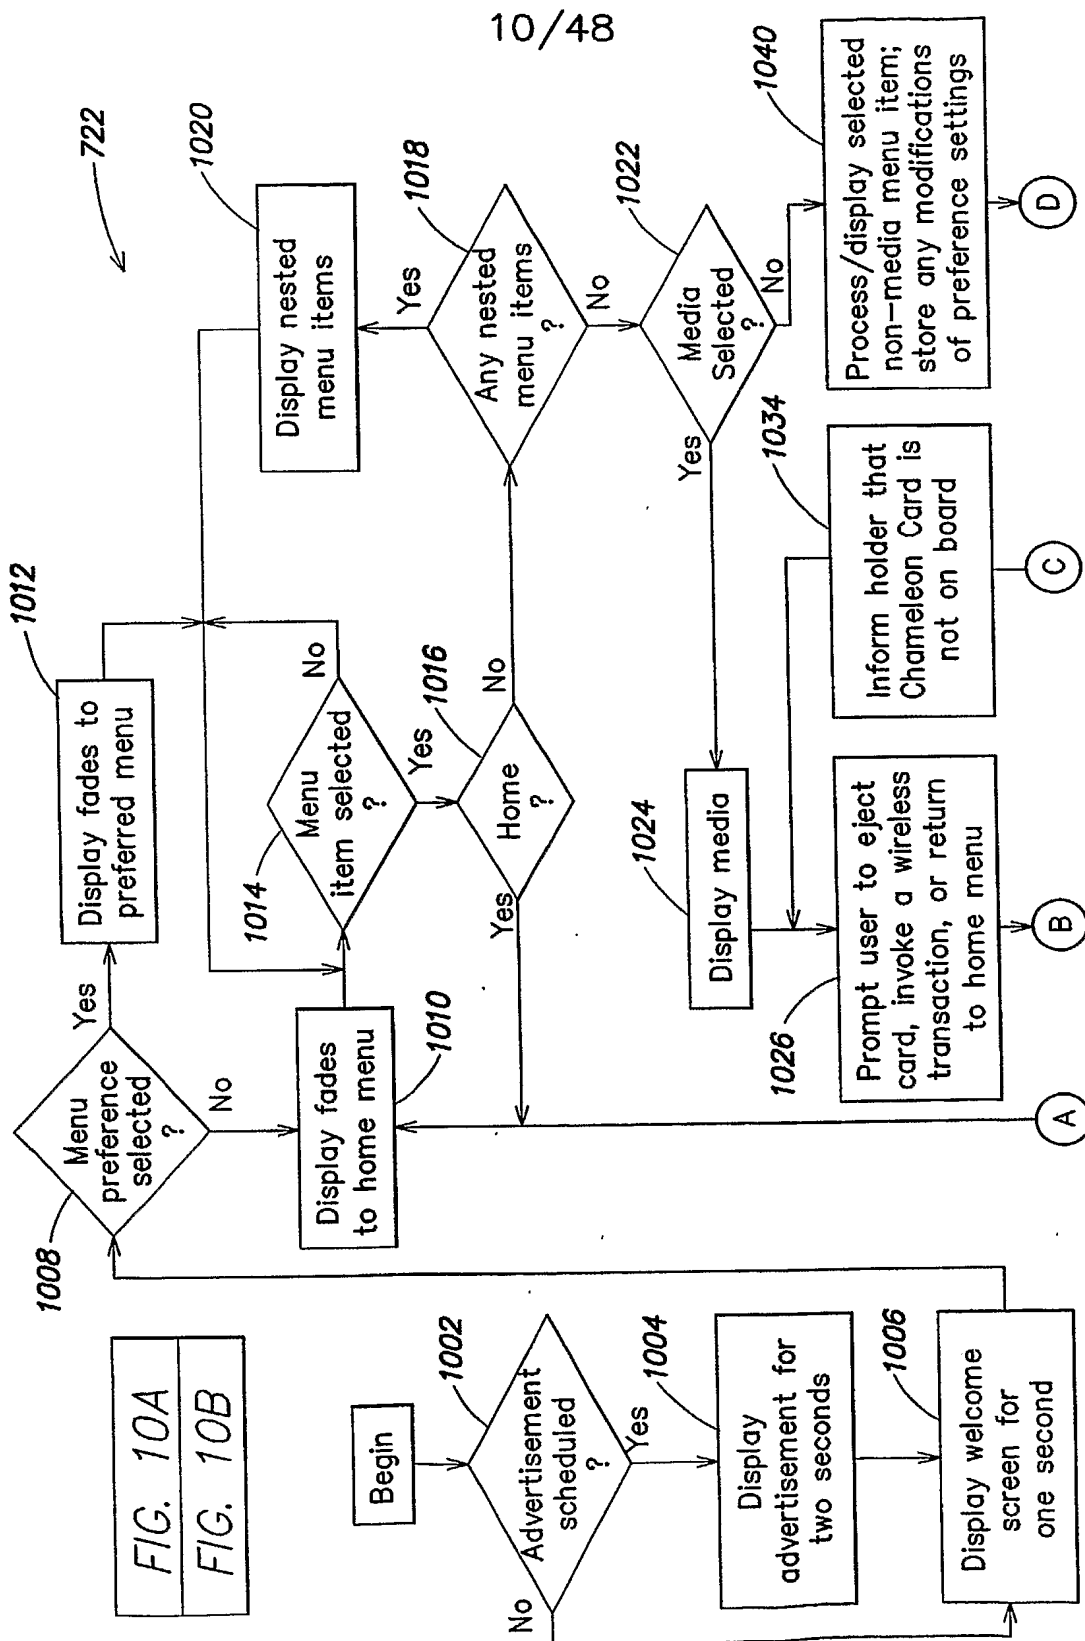 10/48
FIG. 10A
FIG. 10B
722
Begin
1002
Advertisement
scheduled
?
No
Yes
1004
Display
advertisement for
two seconds
1006
Display welcome
screen for
one second
1008
Menu
preference
selected
?
Yes
No
1012
Display fades to
preferred menu
1010
Display fades
to home menu
1014
Menu
item selected
?
No
Yes
1016
Home
?
Yes
No
1020
Display nested
menu items
Yes
1018
Any nested
menu items
?
No
1022
Media
Selected
?
Yes
No
1024
Display media
1026
Prompt user to eject
card, invoke a wireless
transaction, or return
to home menu
1034
Inform holder that
Chameleon Card is
not on board
1040
Process/display selected
non-media menu item;
store any modifications
of preference settings
A
B
C
D